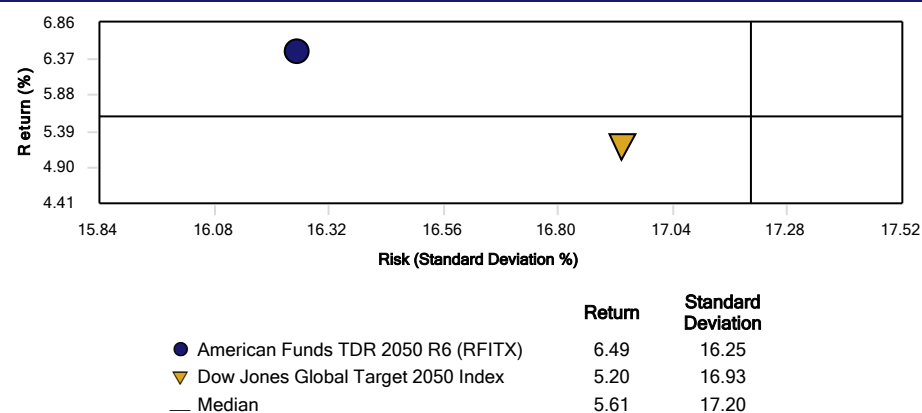 6.86
6.37
5.88
5.39
4.90
4.41
Return (%)
15.84 16.08 16.32 16.56 16.80 17.04 17.28 17.52
Risk (Standard Deviation %)
Return Standard Deviation
American Funds TDR 2050 R6 (RFITX) 6.49 16.25
Dow Jones Global Target 2050 Index 5.20 16.93
Median 5.61 17.20